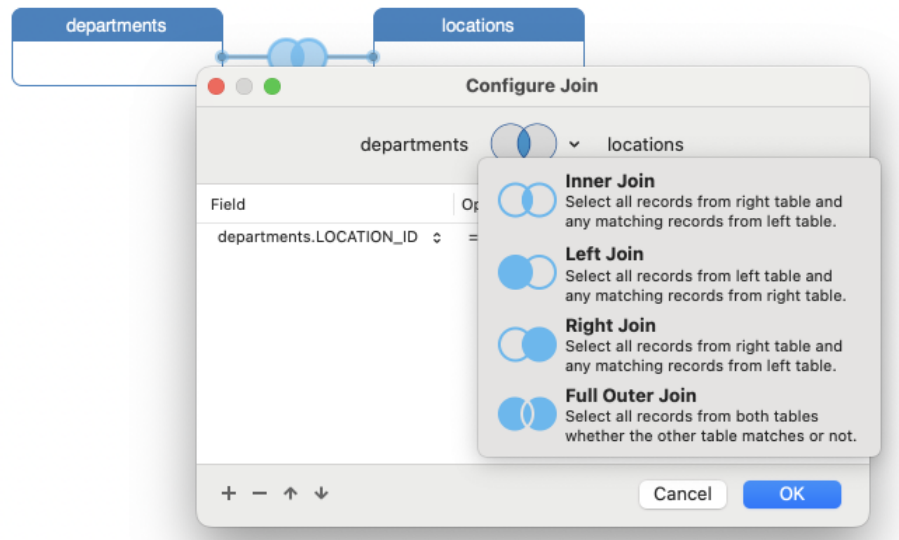 departments
locations
Configure Join
departments
locations
Field
departments.LOCATION_ID
=
Inner Join
Select all records from right table and
any matching records from left table.
Left Join
Select all records from left table and
any matching records from right table.
Right Join
Select all records from right table and
any matching records from left table.
Full Outer Join
Select all records from both tables
whether the other table matches or not.
Cancel
OK